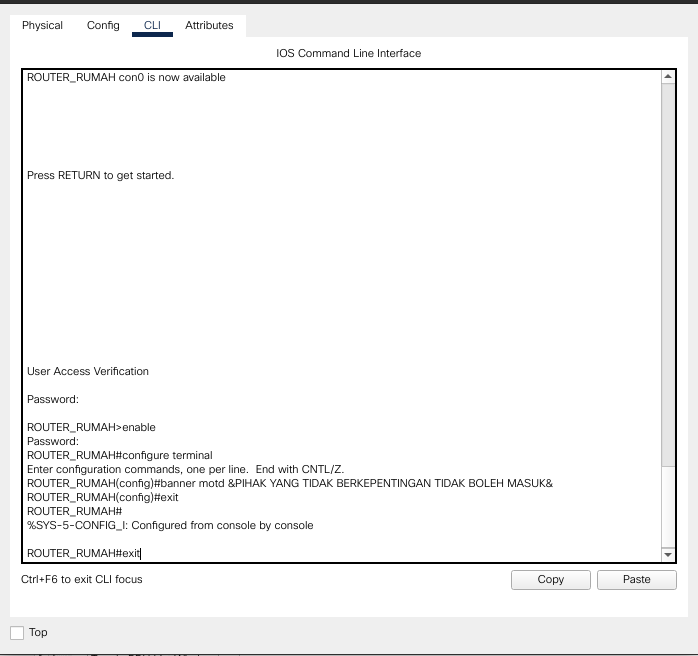 Physical Config CLI Attributes
IOS Command Line Interface
ROUTER_RUMAH con0 is now available
Press RETURN to get started.
User Access Verification
Password:
ROUTER_RUMAH>enable
Password:
ROUTER_RUMAH#configure terminal
Enter configuration commands, one per line.  End with CNTL/Z.
ROUTER_RUMAH(config)#banner motd &PIHAK YANG TIDAK BERKEPENTINGAN TIDAK BOLEH MASUK&
ROUTER_RUMAH(config)#exit
ROUTER_RUMAH#
%SYS-5-CONFIG_I: Configured from console by console
ROUTER_RUMAH#exit
Ctrl+F6 to exit CLI focus
Copy Paste
Top